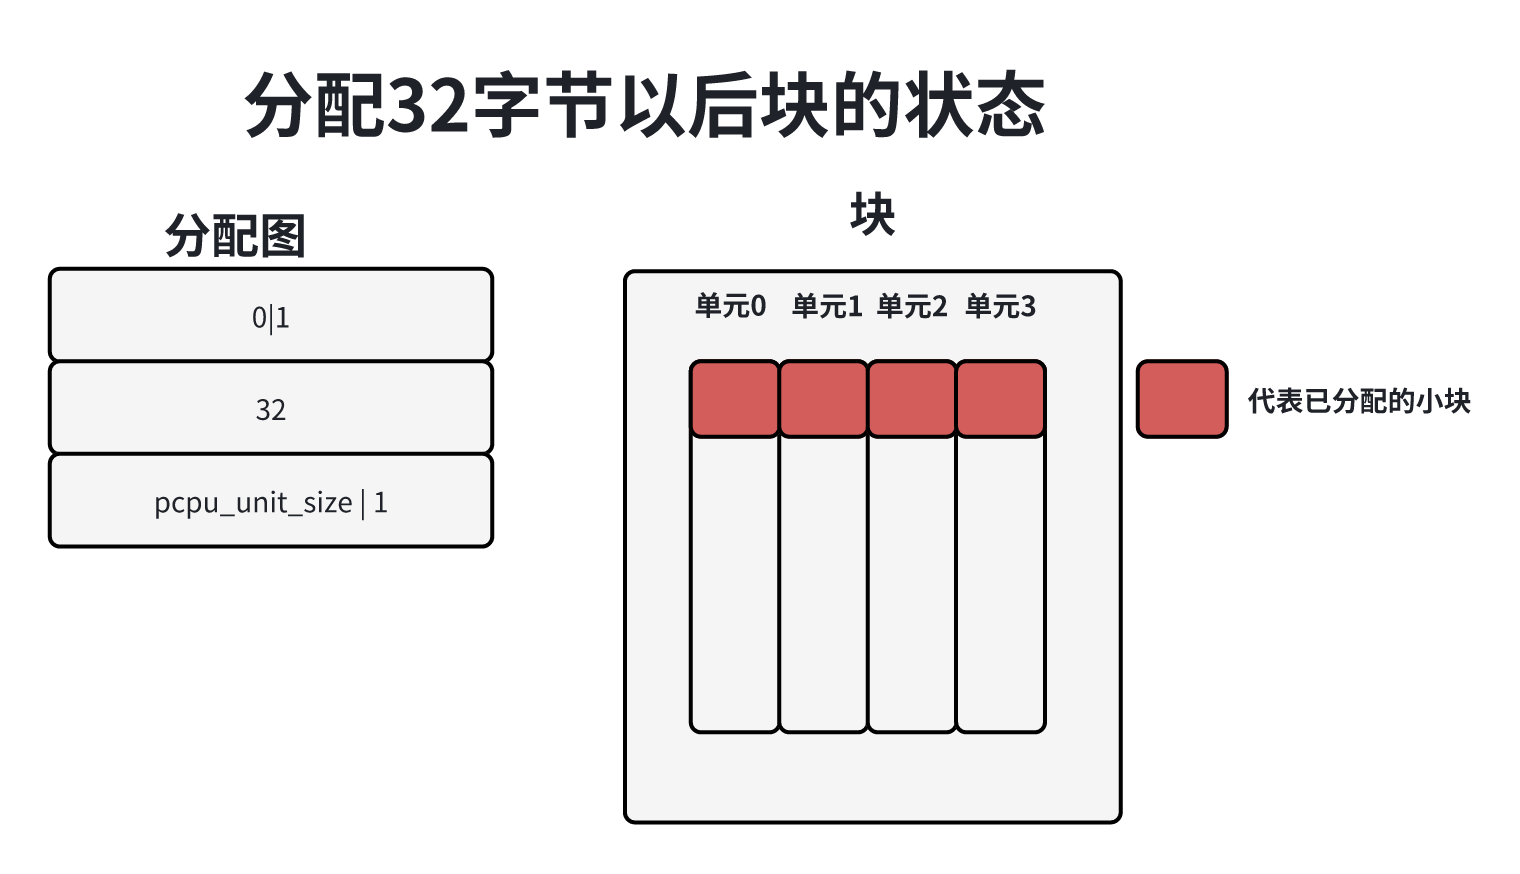 分配32字节以后块的状态
分配图
0|1
32
pcpu_unit_size | 1
块
单元0 单元1 单元2 单元3
代表已分配的小块